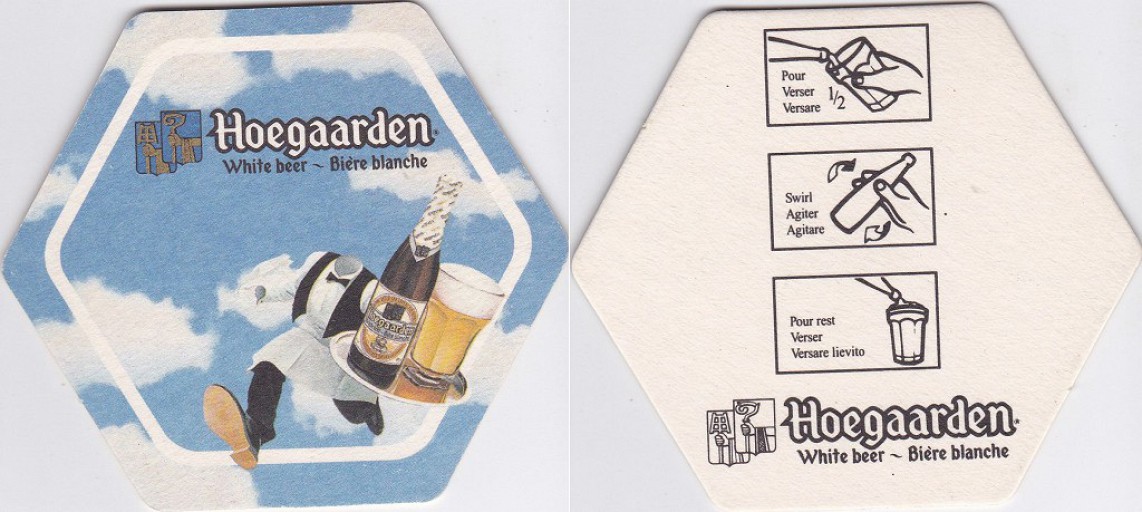 Hoegaarden
White beer ~ Bière blanche
Hoegaarden
Pour
Verser
Versare 1/2
Swirl
Agiter
Agitare
Pour rest
Verser
Versare lievito
Hoegaarden
White beer ~ Bière blanche